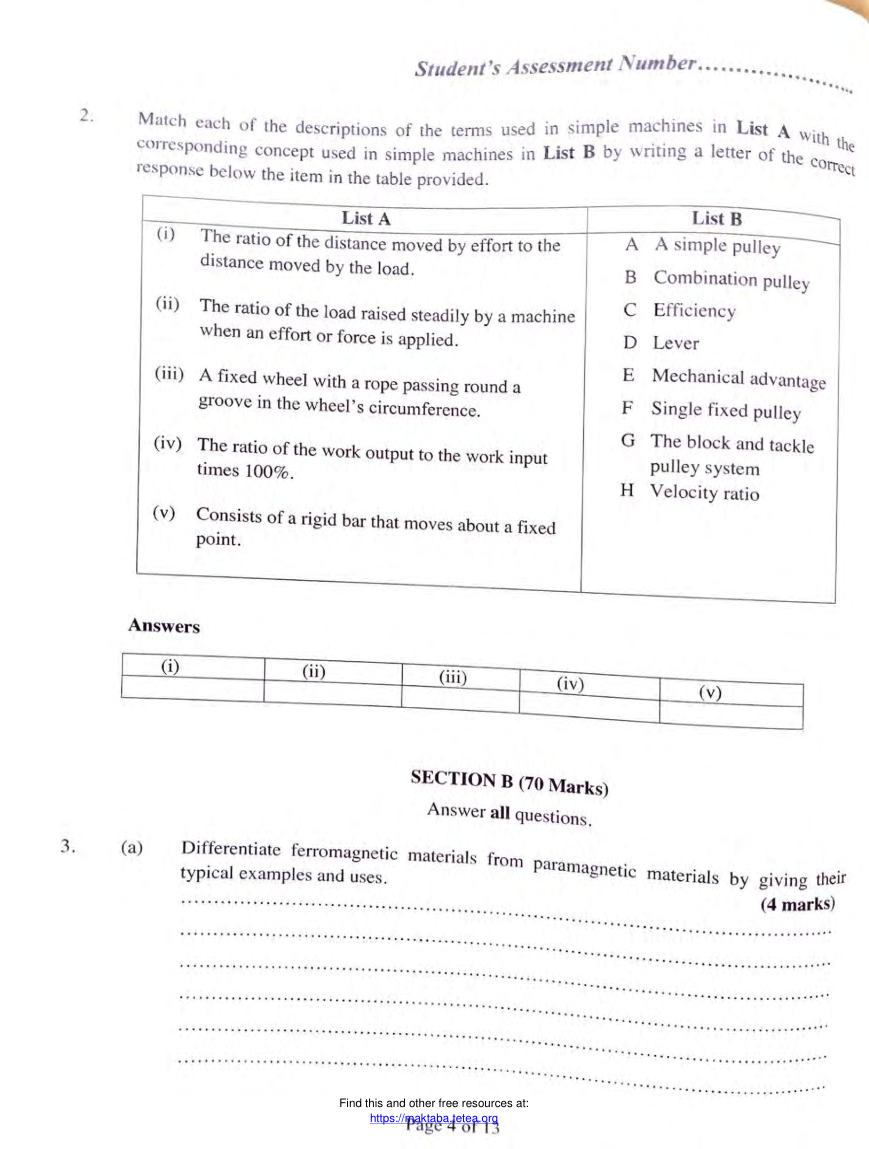 Student's Assessment Number.....................
2. Match each of the descriptions of the terms used in simple machines in List A with the
corresponding concept used in simple machines in List B by writing a letter of the correct
response below the item in the table provided.
List A
(i) The ratio of the distance moved by effort to the
distance moved by the load.
(ii) The ratio of the load raised steadily by a machine
when an effort or force is applied.
(iii) A fixed wheel with a rope passing round a
groove in the wheel's circumference.
(iv) The ratio of the work output to the work input
times 100%.
(v) Consists of a rigid bar that moves about a fixed
point.
List B
A A simple pulley
B Combination pulley
C Efficiency
D Lever
E Mechanical advantage
F Single fixed pulley
G The block and tackle
pulley system
H Velocity ratio
Answers
(i) (ii) (iii) (iv) (v)
SECTION B (70 Marks)
Answer all questions.
3. (a) Differentiate ferromagnetic materials from paramagnetic materials by giving their
typical examples and uses.
(4 marks)
Find this and other free resources at:
https://maktaba.tetea.org
Page 4 of 13